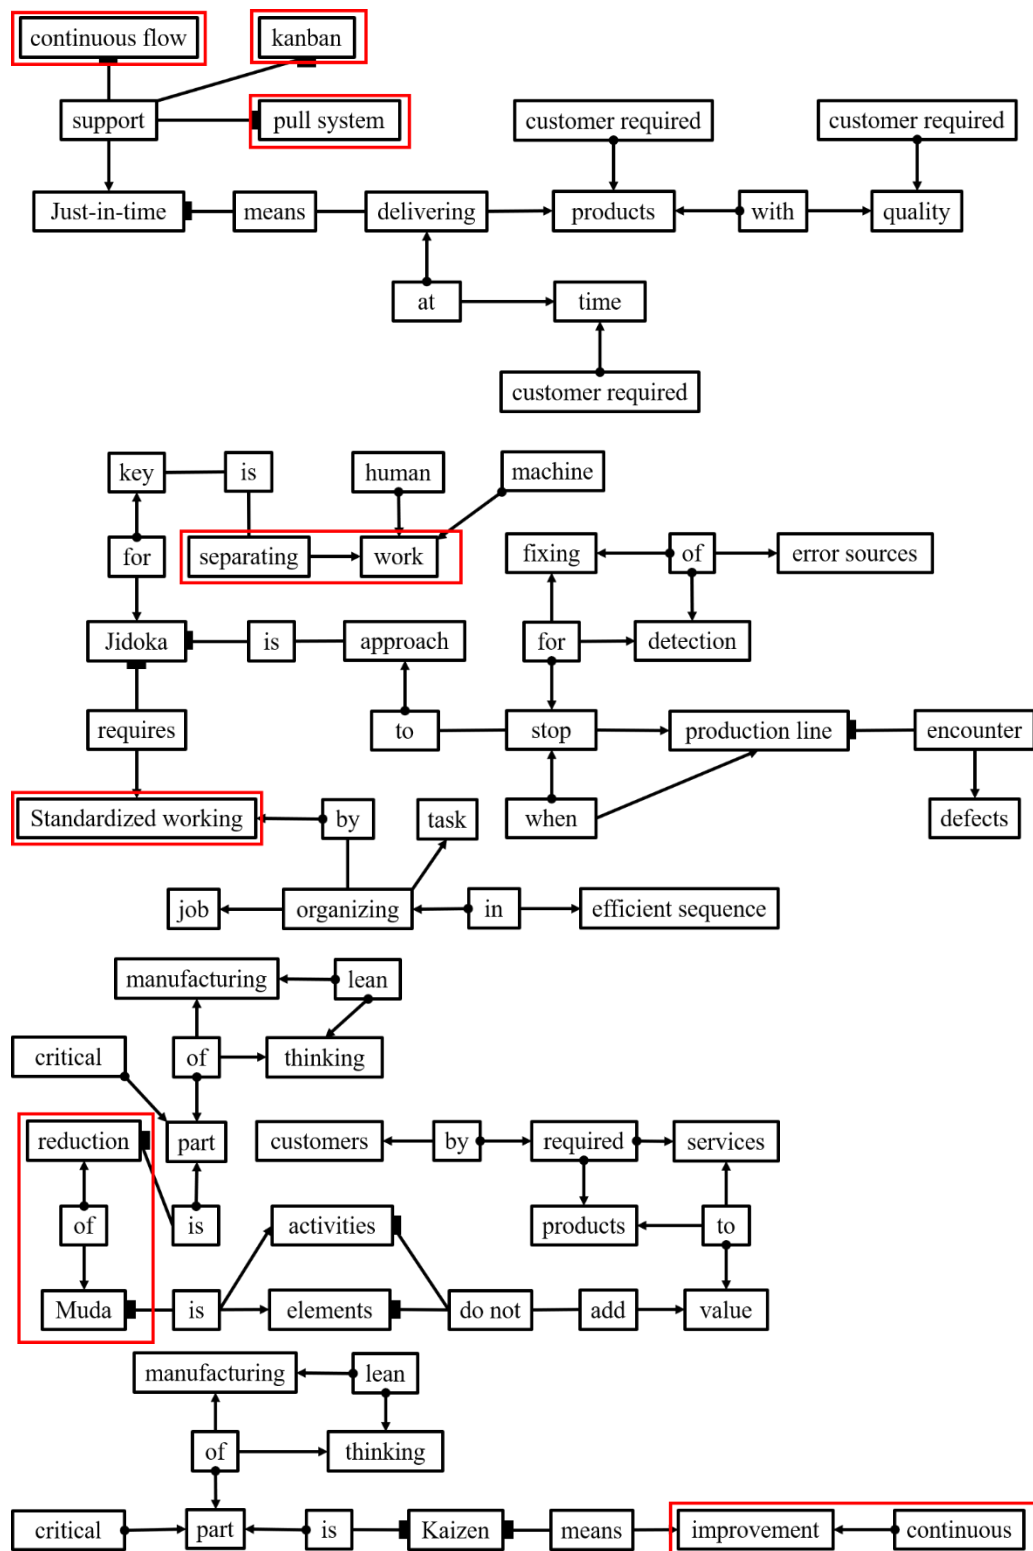 continuous flow
kanban
support
pull system
customer required
customer required
Just-in-time
means
delivering
products
with
quality
at
time
customer required
key
is
human
machine
for
separating
work
fixing
of
error sources
Jidoka
is
approach
for
detection
requires
to
stop
production line
encounter
Standardized working
by
task
when
defects
job
organizing
in
efficient sequence
manufacturing
lean
critical
of
thinking
reduction
part
customers
by
required
services
of
is
activities
products
to
Muda
is
elements
do not
add
value
manufacturing
lean
of
thinking
critical
part
is
Kaizen
means
improvement
continuous